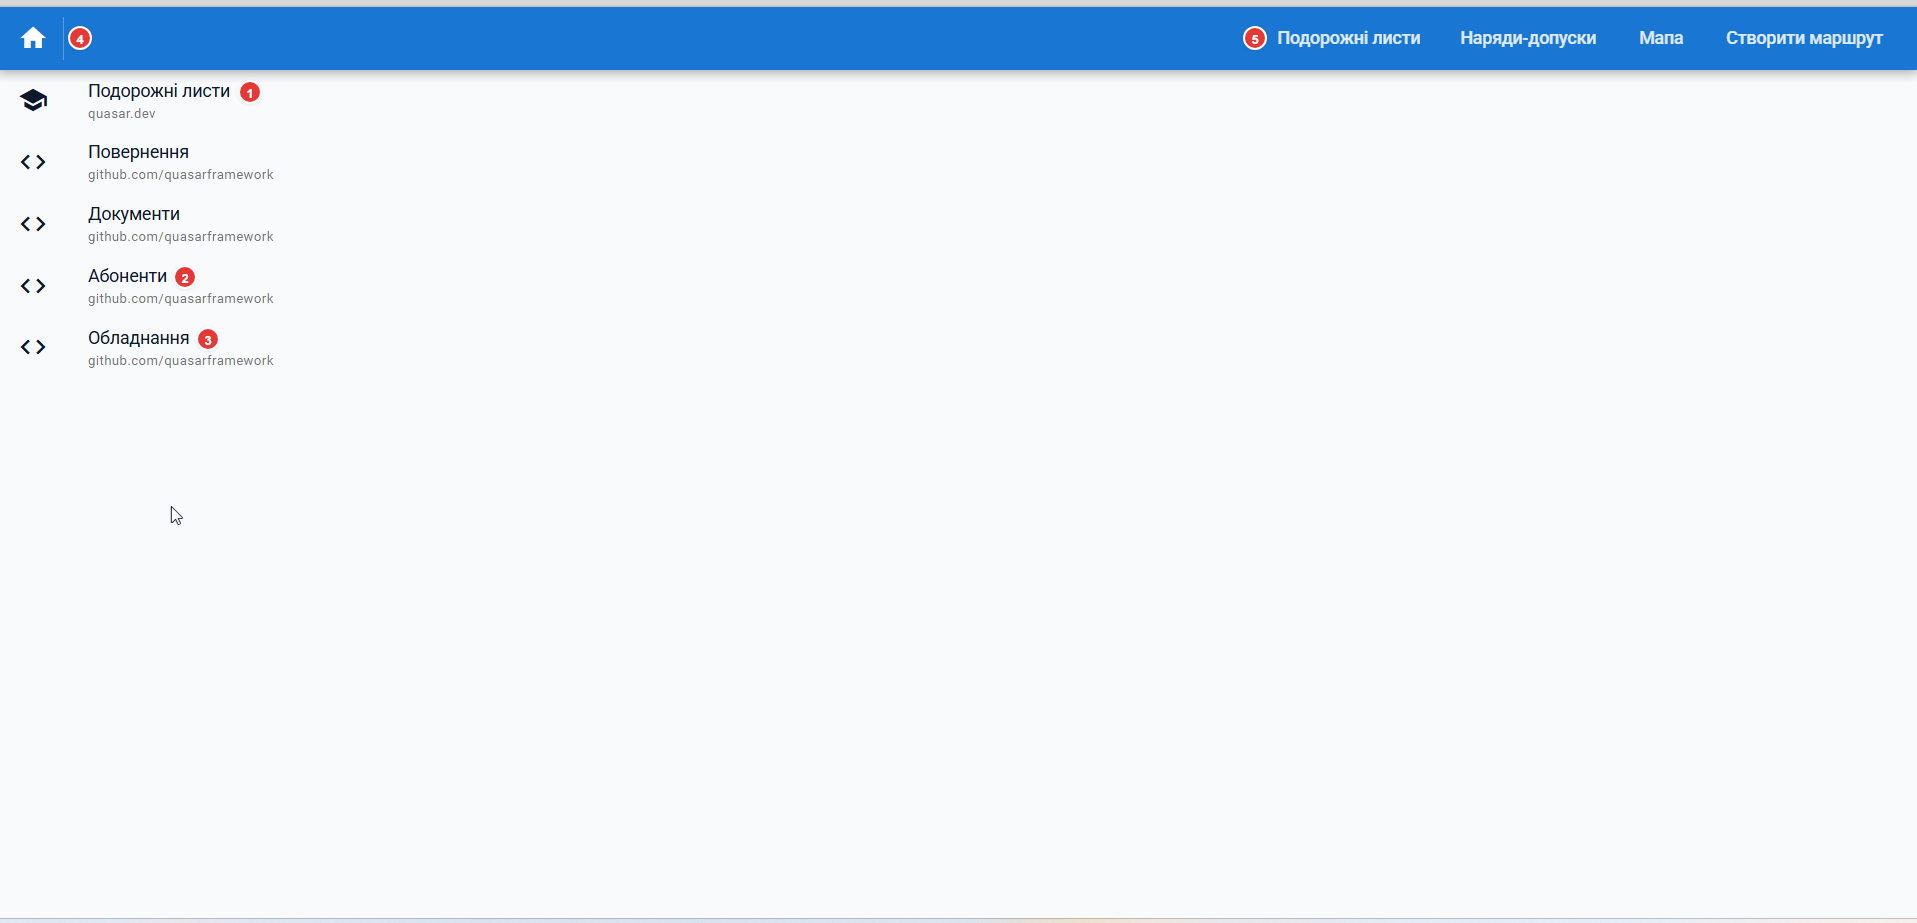 4
5 Подорожні листи Наряди-допуски Мапа Створити маршрут
Подорожні листи 1
quasar.dev
Повернення
github.com/quasarframework
Документи
github.com/quasarframework
Абоненти 2
github.com/quasarframework
Обладнання 3
github.com/quasarframework